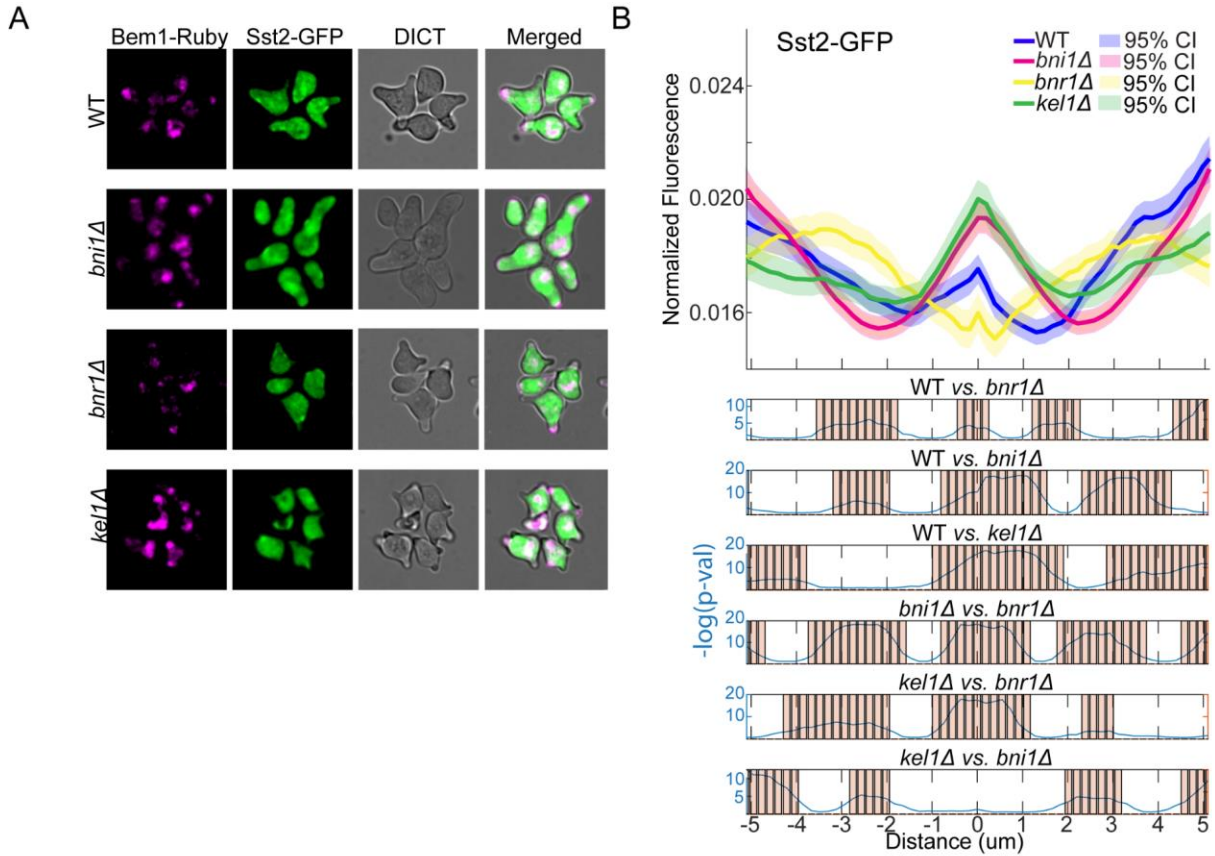 A
Bem1-Ruby Sst2-GFP DICT Merged
WT
bni1Δ
bnr1Δ
kel1Δ
B
Sst2-GFP
WT 95% CI
bni1Δ 95% CI
bnr1Δ 95% CI
kel1Δ 95% CI
Normalized Fluorescence
0.024
0.020
0.016
WT vs. bnr1Δ
10
5
WT vs. bni1Δ
20
10
WT vs. kel1Δ
20
10
bni1Δ vs. bnr1Δ
20
10
kel1Δ vs. bnr1Δ
20
10
kel1Δ vs. bni1Δ
10
5
-log(p-val)
-5 -4 -3 -2 -1 0 1 2 3 4 5
Distance (um)